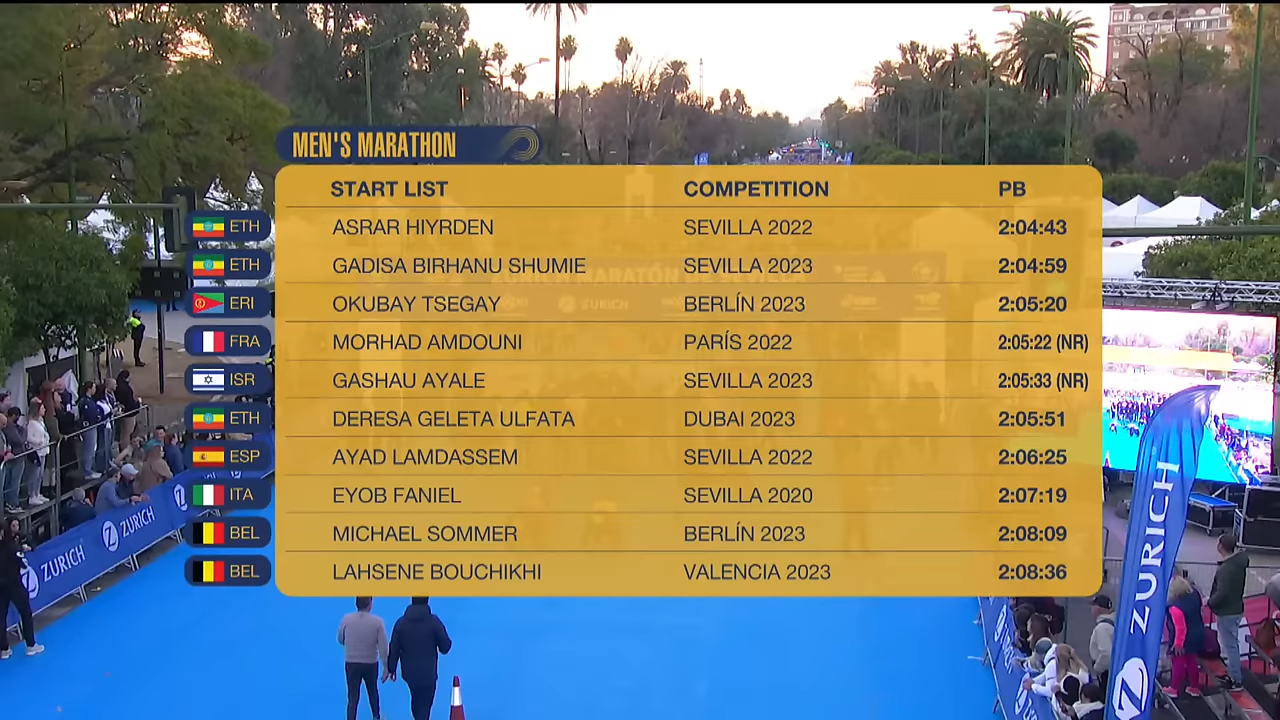 MEN'S MARATHON
START LIST COMPETITION PB
ETH ASRAR HIYRDEN SEVILLA 2022 2:04:43
ETH GADISA BIRHANU SHUMIE SEVILLA 2023 2:04:59
ERI OKUBAY TSEGAY BERLÍN 2023 2:05:20
FRA MORHAD AMDOUNI PARÍS 2022 2:05:22 (NR)
ISR GASHAU AYALE SEVILLA 2023 2:05:33 (NR)
ETH DERESA GELETA ULFATA DUBAI 2023 2:05:51
ESP AYAD LAMDASSEM SEVILLA 2022 2:06:25
ITA EYOB FANIEL SEVILLA 2020 2:07:19
BEL MICHAEL SOMMER BERLÍN 2023 2:08:09
BEL LAHSENE BOUCHIKHI VALENCIA 2023 2:08:36
ZURICH
ZURICH
ZURICH
ZURICH